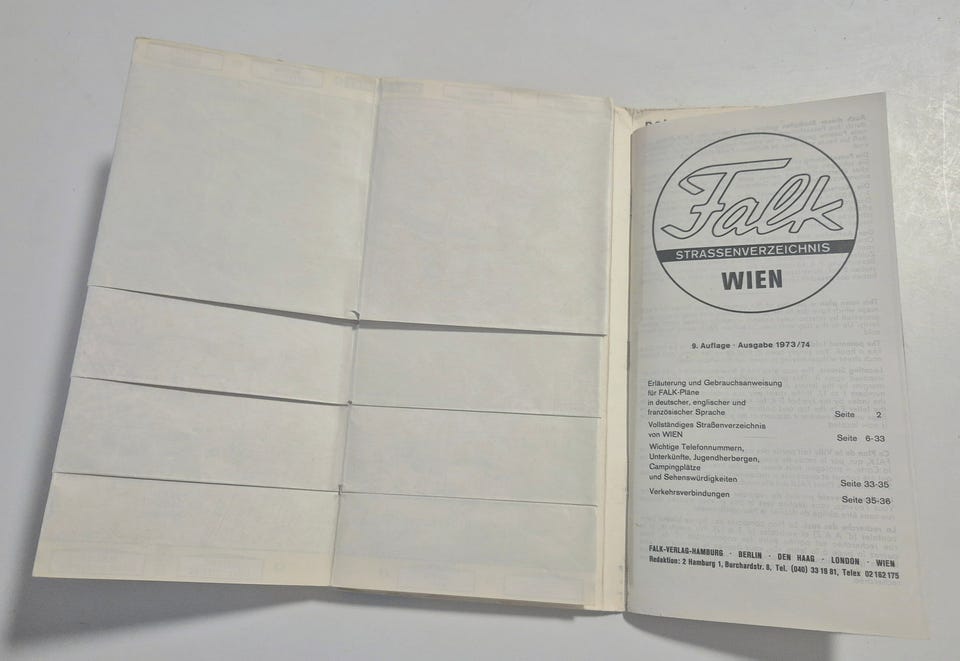 Falk
STRASSENVERZEICHNIS
WIEN
9. Auflage · Ausgabe 1973/74
Erläuterung und Gebrauchsanweisung
für FALK-Pläne
in deutscher, englischer und
französischer Sprache Seite 2
Vollständiges Straßenverzeichnis
von WIEN Seite 6-33
Wichtige Telefonnummern,
Unterkünfte, Jugendherbergen,
Campingplätze
und Sehenswürdigkeiten Seite 33-35
Verkehrsverbindungen Seite 35-36
FALK-VERLAG-HAMBURG · BERLIN · DEN HAAG · LONDON · WIEN
Redaktion: 2 Hamburg 1, Burchardstr. 8, Tel. (040) 33 19 81, Telex 02 162 175